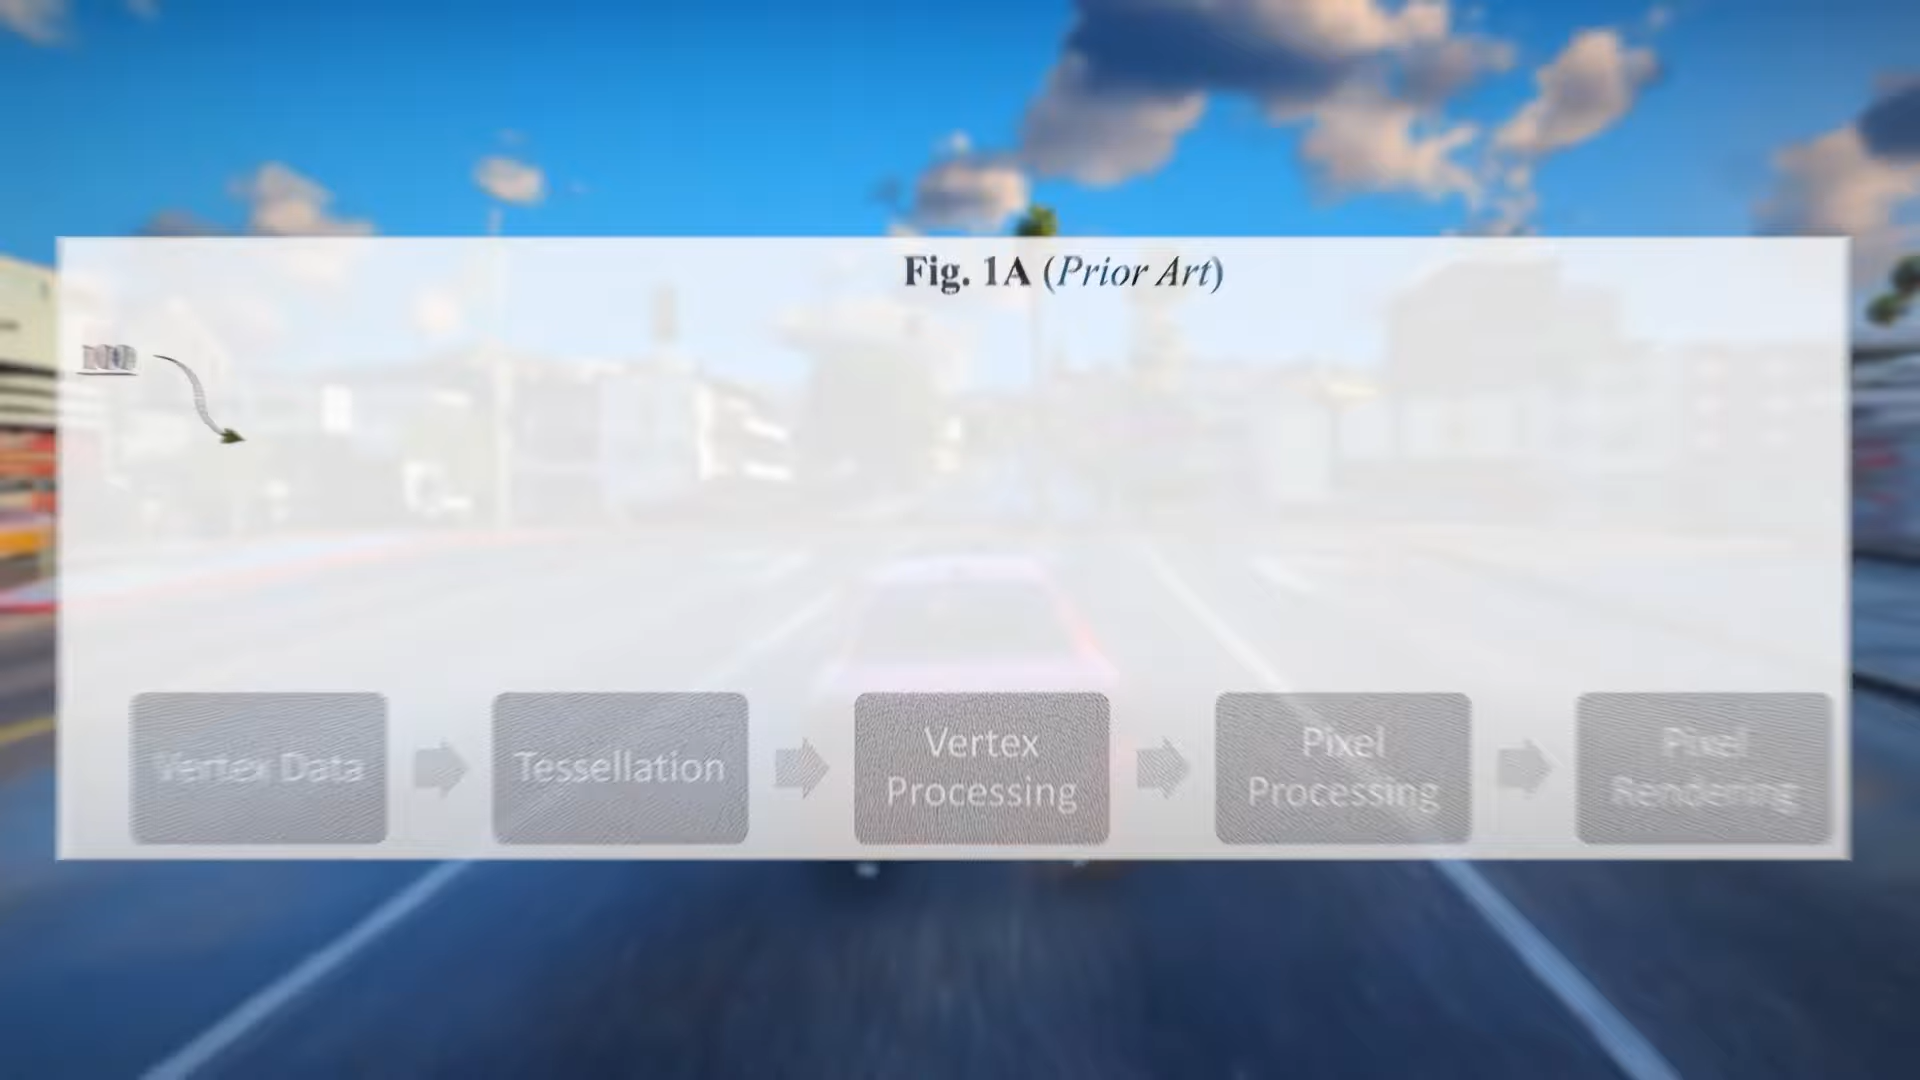 Fig. 1A (Prior Art)
100
Vertex Data
Tessellation
Vertex
Processing
Pixel
Processing
Pixel
Rendering